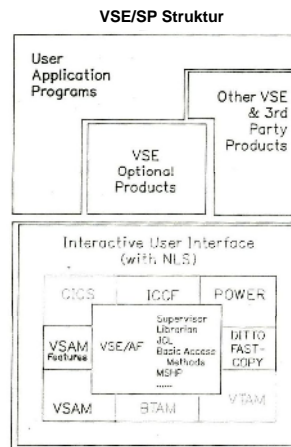 VSE/SP Struktur
User
Application
Programs
Other VSE
& 3rd
Party
Products
VSE
Optional
Products
Interactive User Interface
(with NLS)
CICS
ICCF
POWER
VSAM
Features
VSE/AF
Supervisor
Librarian
JCL
Basic Access
Methods
MSHP
......
DITTO
FAST-
COPY
VSAM
BTAM
VTAM